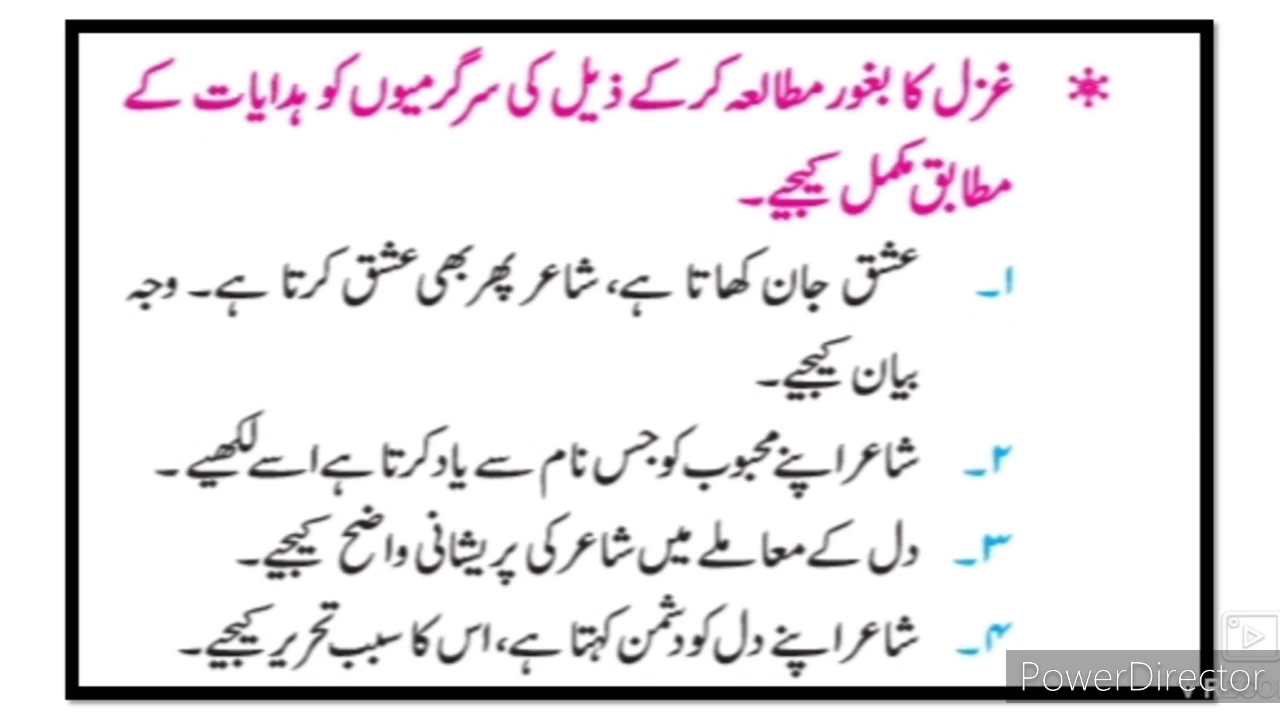 * غزل کا بغور مطالعہ کر کے ذیل کی سرگرمیوں کو ہدایات کے
مطابق مکمل کیجیے۔
۱۔ عشق جان کھاتا ہے، شاعر پھر بھی عشق کرتا ہے۔ وجہ
بیان کیجیے۔
۲۔ شاعر اپنے محبوب کو جس نام سے یاد کرتا ہے اسے لکھیے۔
۳۔ دل کے معاملے میں شاعر کی پریشانی واضح کیجیے۔
۴۔ شاعر اپنے دل کو دشمن کہتا ہے، اس کا سبب تحریر کیجیے۔
PowerDirector